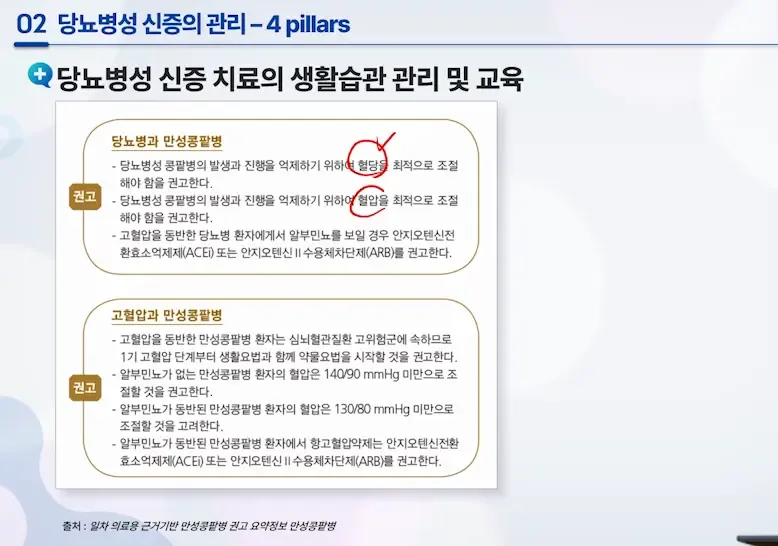 02 당뇨병성 신증의 관리 – 4 pillars
당뇨병성 신증 치료의 생활습관 관리 및 교육
당뇨병과 만성콩팥병
권고
- 당뇨병성 콩팥병의 발생과 진행을 억제하기 위하여 혈당을 최적으로 조절
해야 함을 권고한다.
- 당뇨병성 콩팥병의 발생과 진행을 억제하기 위하여 혈압을 최적으로 조절
해야 함을 권고한다.
- 고혈압을 동반한 당뇨병 환자에게서 알부민뇨를 보일 경우 안지오텐신전
환효소억제제(ACEi) 또는 안지오텐신Ⅱ수용체차단제(ARB)를 권고한다.
고혈압과 만성콩팥병
권고
- 고혈압을 동반한 만성콩팥병 환자는 심뇌혈관질환 고위험군에 속하므로
1기 고혈압 단계부터 생활요법과 함께 약물요법을 시작할 것을 권고한다.
- 알부민뇨가 없는 만성콩팥병 환자의 혈압은 140/90 mmHg 미만으로 조
절할 것을 권고한다.
- 알부민뇨가 동반된 만성콩팥병 환자의 혈압은 130/80 mmHg 미만으로
조절할 것을 고려한다.
- 알부민뇨가 동반된 만성콩팥병 환자에서 항고혈압약제는 안지오텐신전환
효소억제제(ACEi) 또는 안지오텐신Ⅱ수용체차단제(ARB)를 권고한다.
출처 : 일차 의료용 근거기반 만성콩팥병 권고 요약정보 만성콩팥병